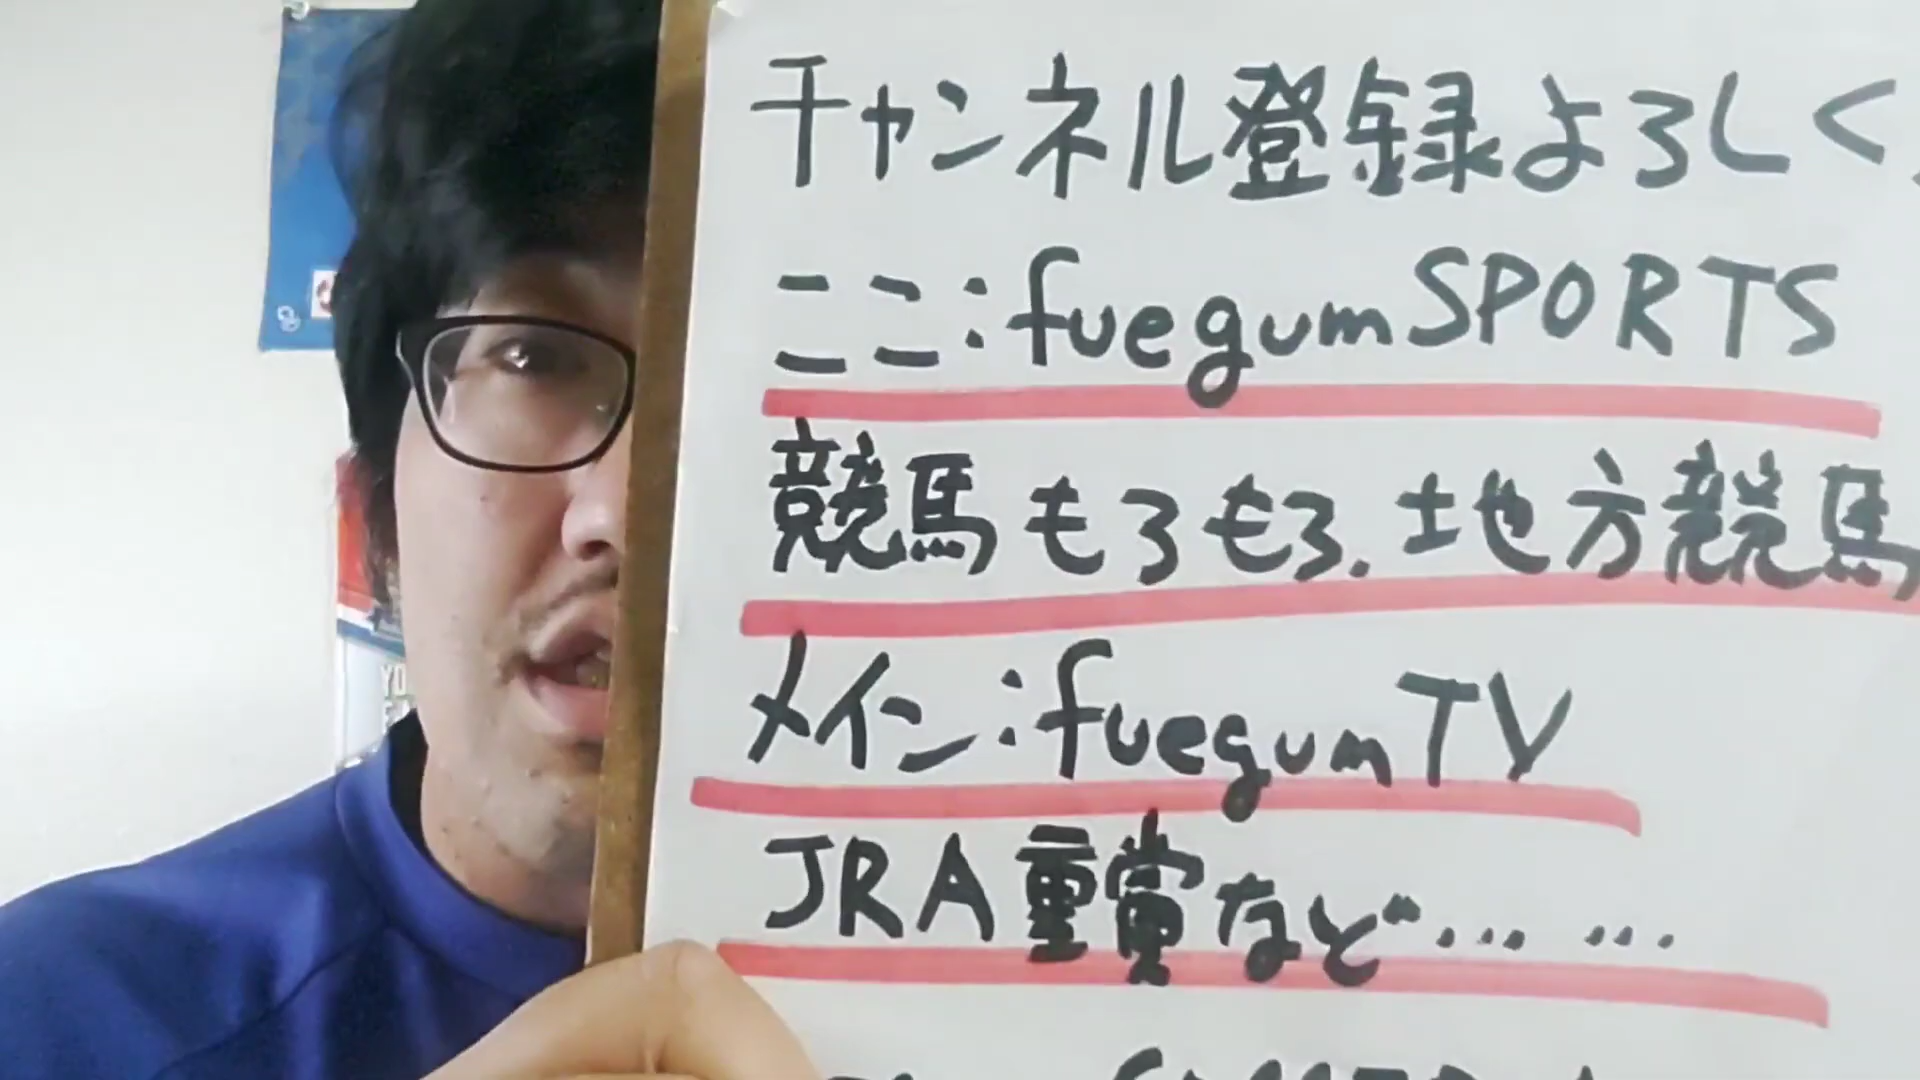 チャンネル登録よろしく
ここ:fuegumSPORTS
競馬もろもろ.地方競馬
メイン:fuegumTV
JRA重賞など……
YO